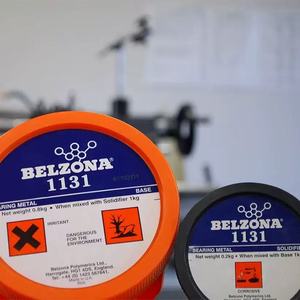 BELZONA
1131
BEARING METAL BASE
Net weight 0.8kg • When mixed with Solidifier 1kg
IRRITANT
DANGEROUS
FOR THE
ENVIRONMENT
Belzona Polymerics Ltd.,
Harrogate, HG1 4DS, England.
BELZONA
1131
BEARING METAL SOLIDIFIER
Net weight 0.2kg • When mixed with Base 1kg
CORROSIVE
Belzona Polymerics Ltd.,